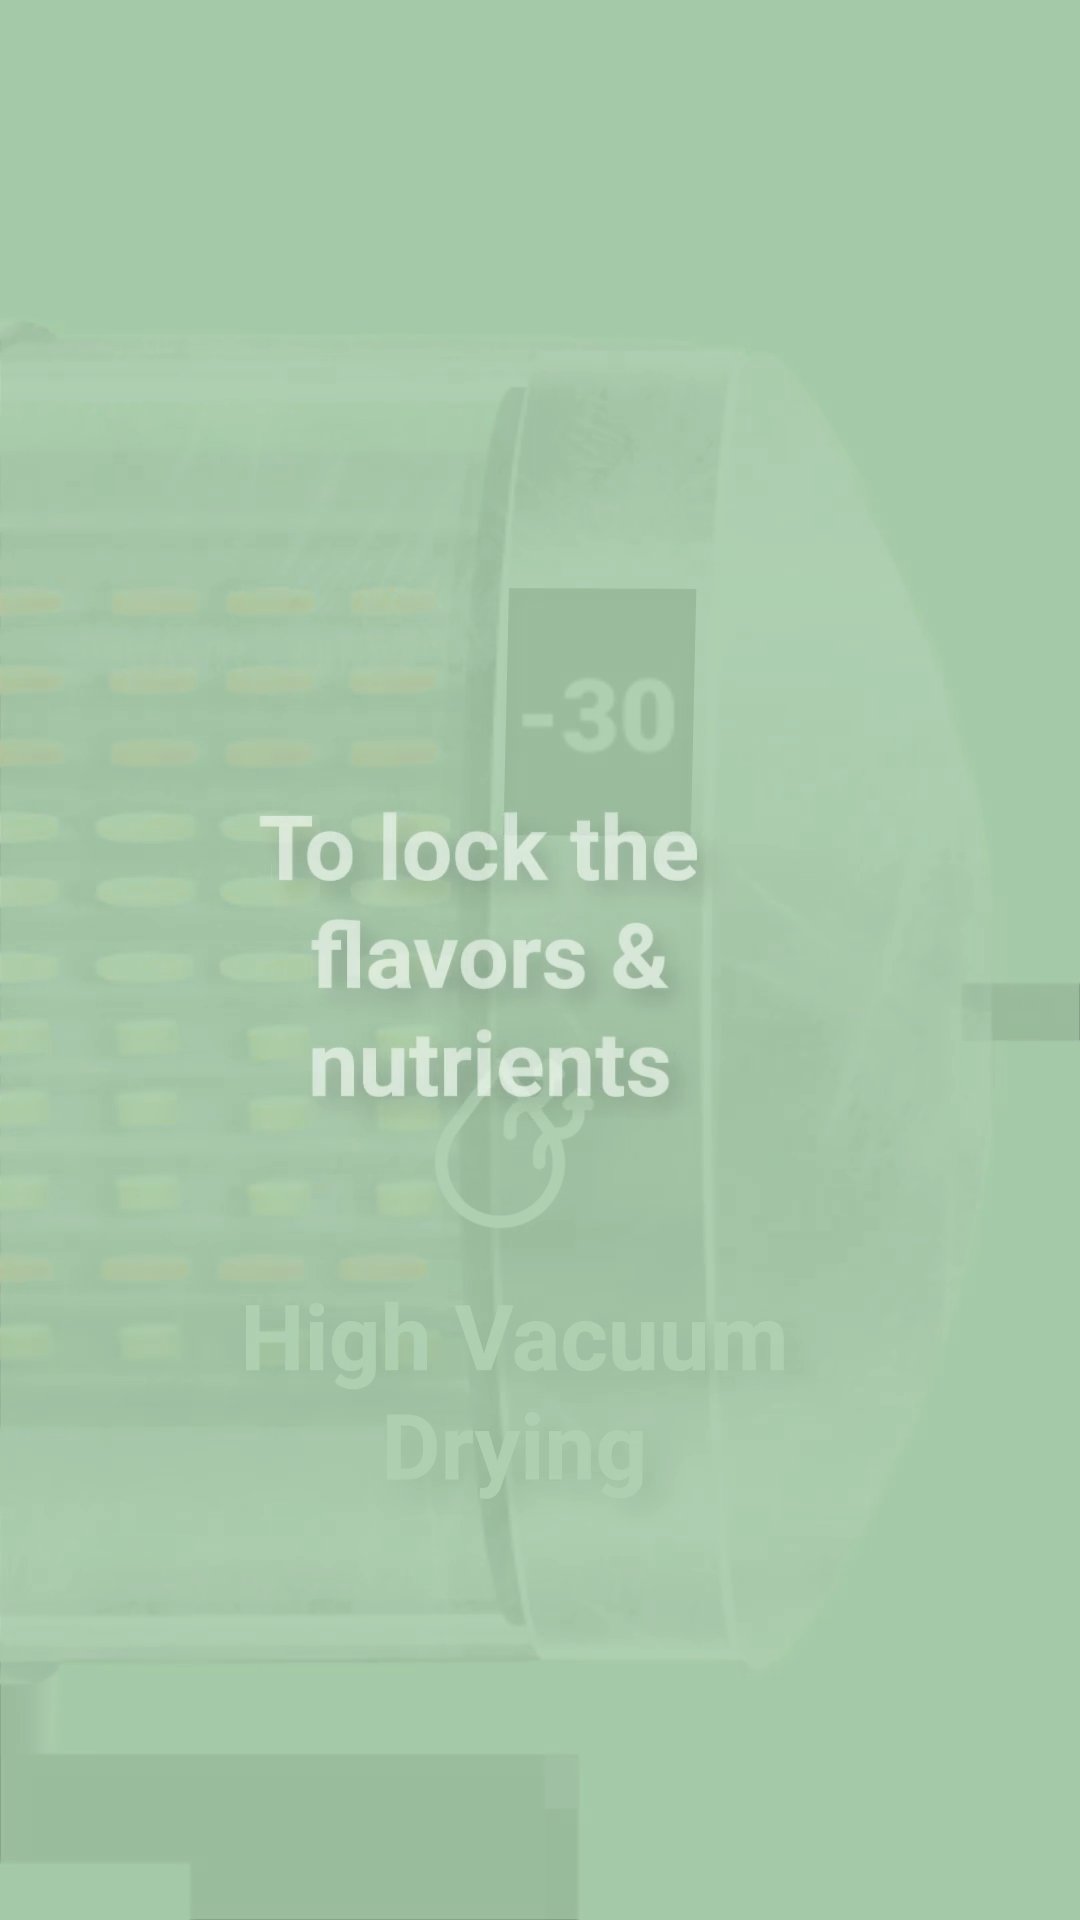 -30
To lock the
flavors &
nutrients
High Vacuum
Drying